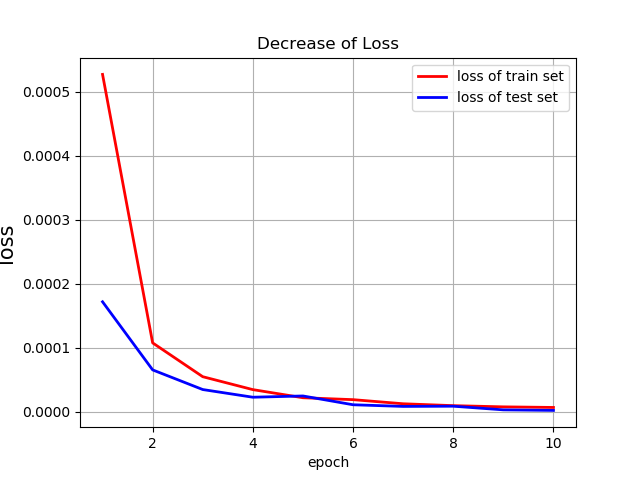 Decrease of Loss
loss of train set
loss of test set
0.0005
0.0004
0.0003
0.0002
0.0001
0.0000
loss
2
4
6
8
10
epoch